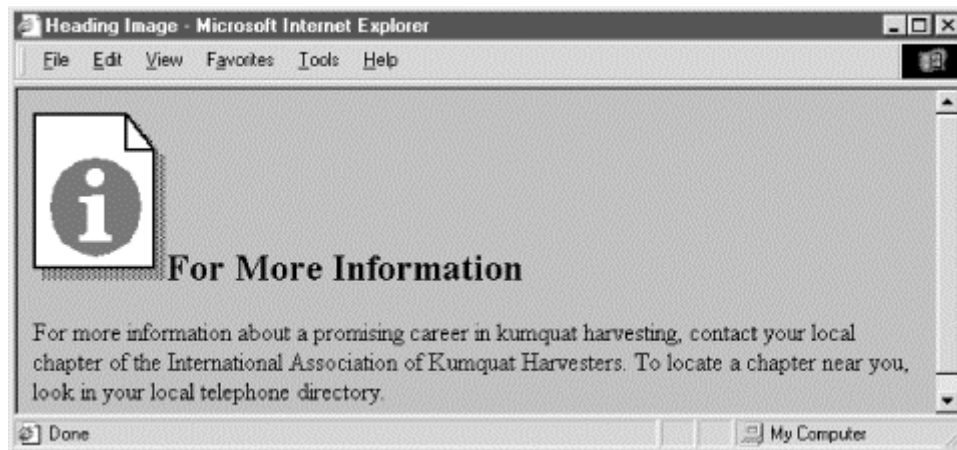 Heading Image - Microsoft Internet Explorer
File Edit View Favorites Tools Help
i
For More Information
For more information about a promising career in kumquat harvesting, contact your local
chapter of the International Association of Kumquat Harvesters. To locate a chapter near you,
look in your local telephone directory.
Done My Computer